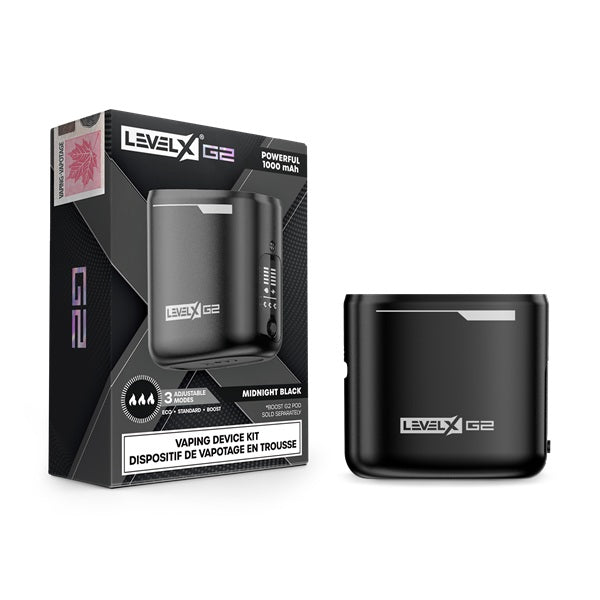 LEVELX® G2
POWERFUL
1000 mAh
VAPING-VAPOTAGE
G2
LEVELX G2
3 ADJUSTABLE
MODES
ECO • STANDARD • BOOST
MIDNIGHT BLACK
*BOOST G2 POD
SOLD SEPARATELY
VAPING DEVICE KIT
DISPOSITIF DE VAPOTAGE EN TROUSSE
LEVELX G2